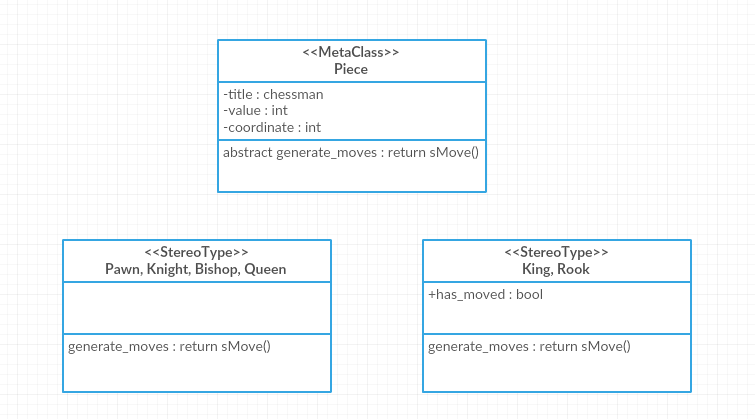 <<MetaClass>>
Piece
-title : chessman
-value : int
-coordinate : int
abstract generate_moves : return sMove()
<<StereoType>>
Pawn, Knight, Bishop, Queen
generate_moves : return sMove()
<<StereoType>>
King, Rook
+has_moved : bool
generate_moves : return sMove()